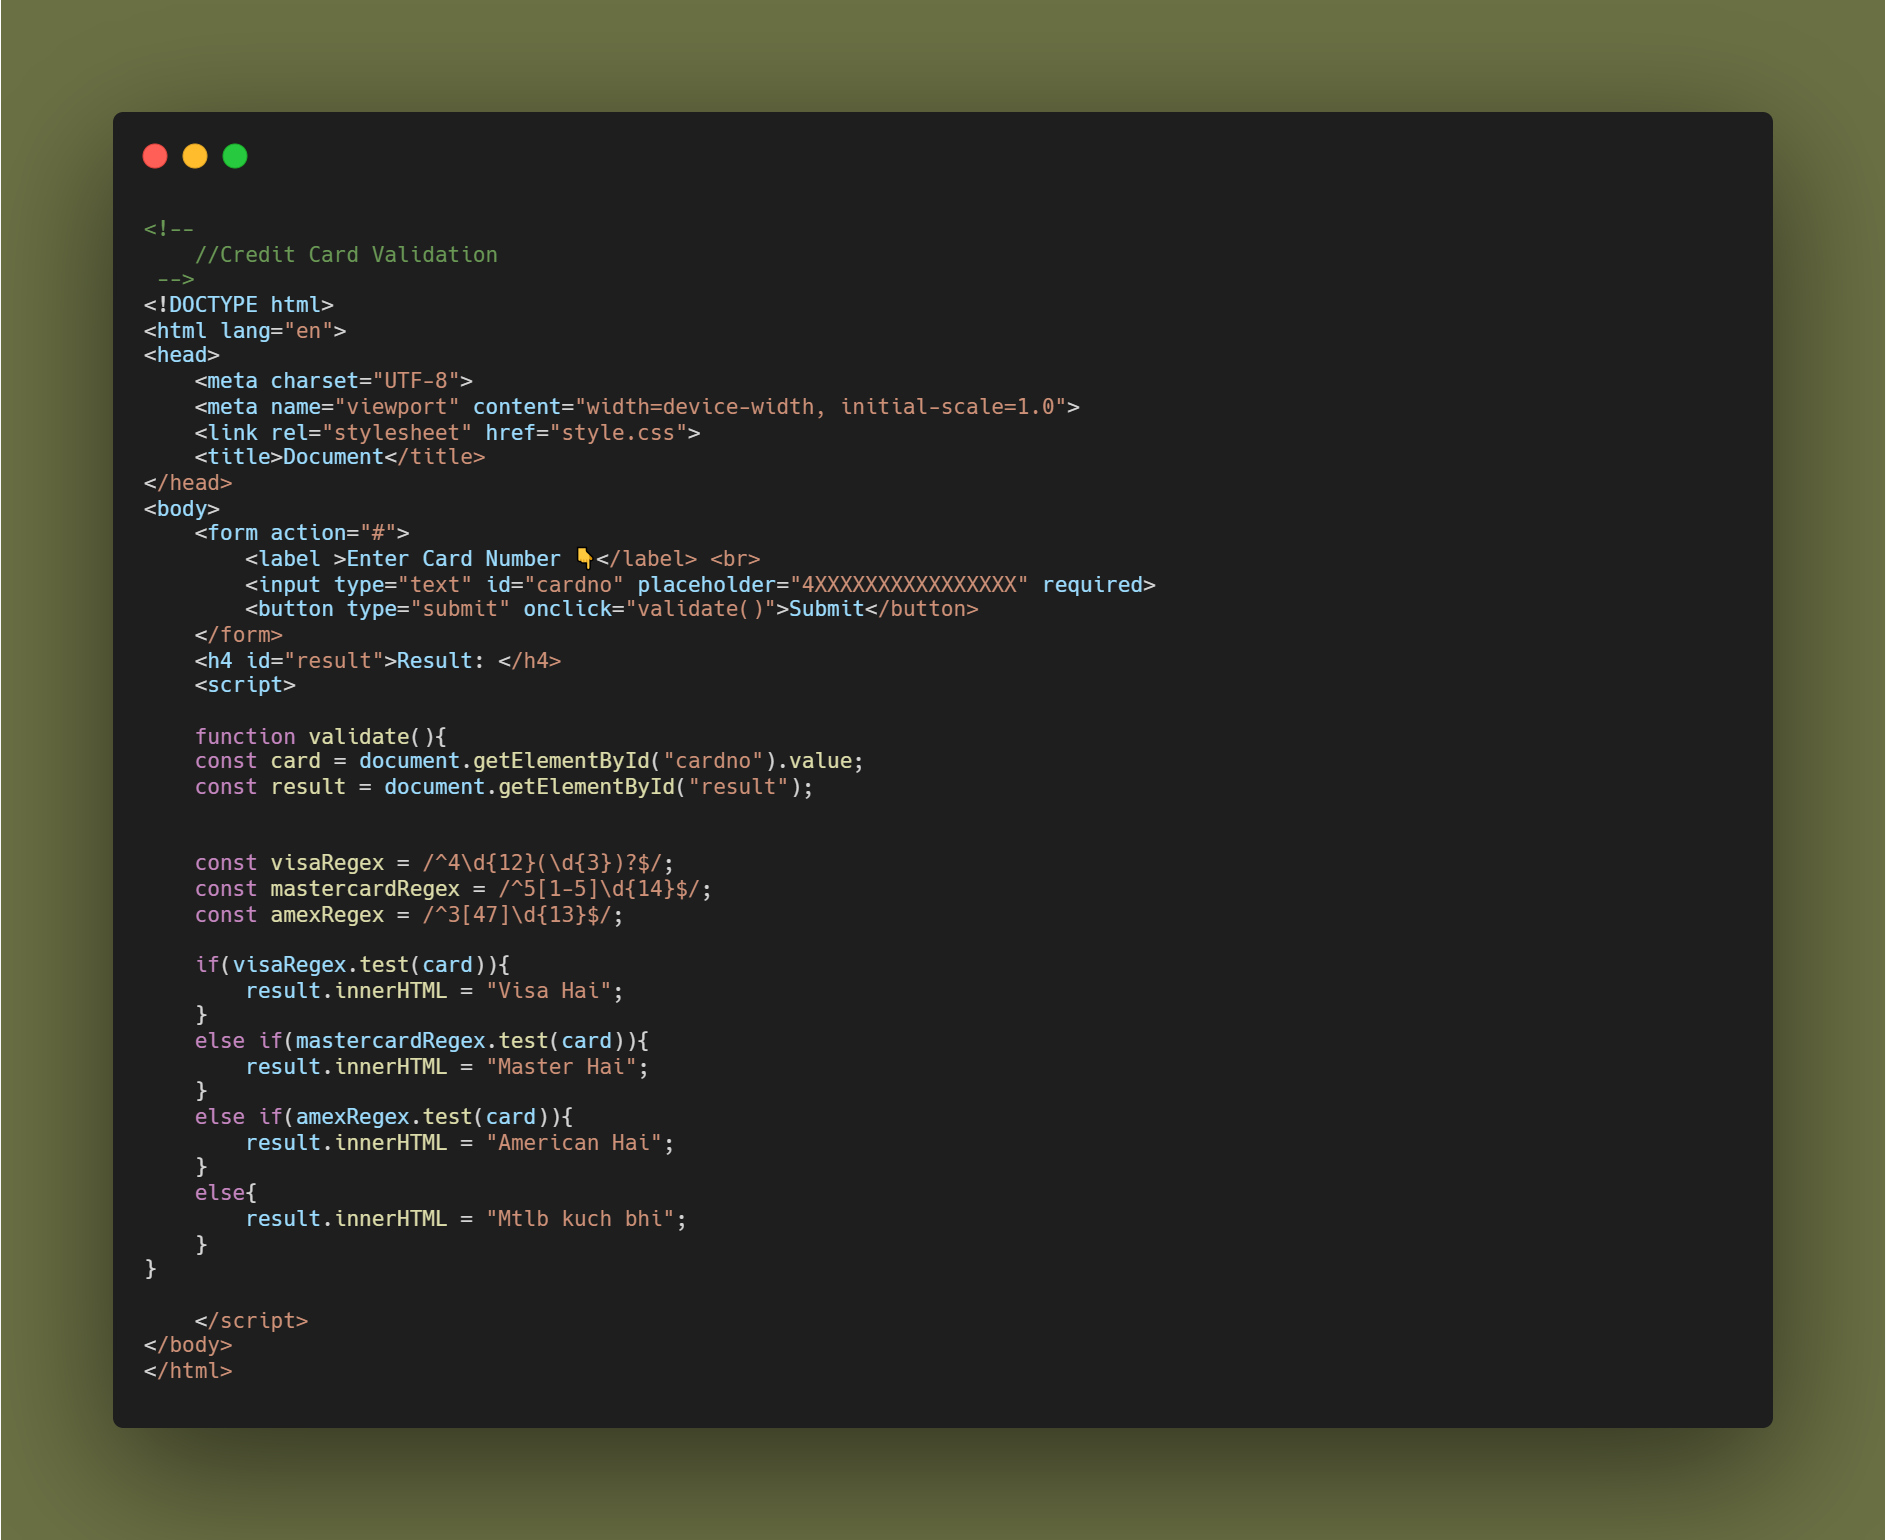 <!--
    //Credit Card Validation
 -->
<!DOCTYPE html>
<html lang="en">
<head>
    <meta charset="UTF-8">
    <meta name="viewport" content="width=device-width, initial-scale=1.0">
    <link rel="stylesheet" href="style.css">
    <title>Document</title>
</head>
<body>
    <form action="#">
        <label >Enter Card Number 👇</label> <br>
        <input type="text" id="cardno" placeholder="4XXXXXXXXXXXXXXXX" required>
        <button type="submit" onclick="validate()">Submit</button>
    </form>
    <h4 id="result">Result: </h4>
    <script>

    function validate(){
    const card = document.getElementById("cardno").value;
    const result = document.getElementById("result");


    const visaRegex = /^4\d{12}(\d{3})?$/;
    const mastercardRegex = /^5[1-5]\d{14}$/;
    const amexRegex = /^3[47]\d{13}$/;

    if(visaRegex.test(card)){
        result.innerHTML = "Visa Hai";
    }
    else if(mastercardRegex.test(card)){
        result.innerHTML = "Master Hai";
    }
    else if(amexRegex.test(card)){
        result.innerHTML = "American Hai";
    }
    else{
        result.innerHTML = "Mtlb kuch bhi";
    }
}

    </script>
</body>
</html>